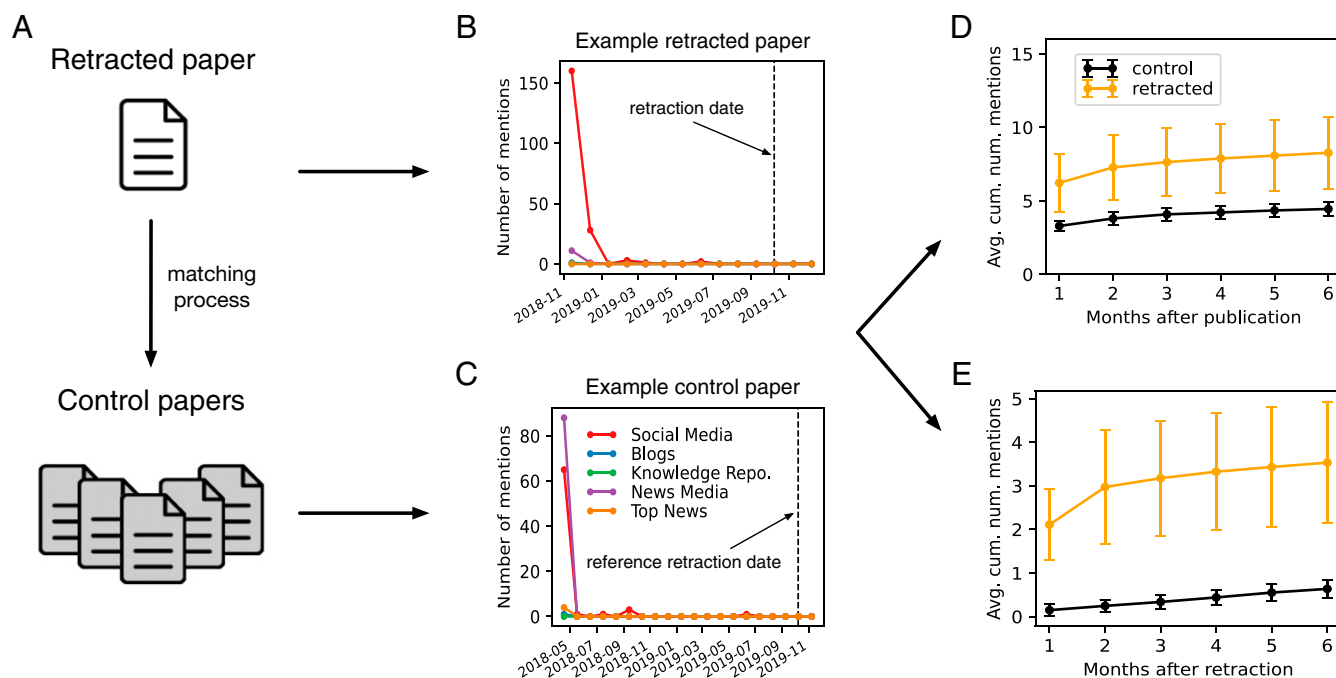 A
Retracted paper
matching
process
Control papers
B
Example retracted paper
Number of mentions
150
100
50
0
retraction date
2018-11
2019-01
2019-03
2019-05
2019-07
2019-09
2019-11
C
Example control paper
Number of mentions
80
60
40
20
0
Social Media
Blogs
Knowledge Repo.
News Media
Top News
reference retraction date
2018-05
2018-07
2018-09
2018-11
2019-01
2019-03
2019-05
2019-07
2019-09
2019-11
D
Avg. cum. num. mentions
15
10
5
0
control
retracted
1 2 3 4 5 6
Months after publication
E
Avg. cum. num. mentions
5
4
3
2
1
0
1 2 3 4 5 6
Months after retraction